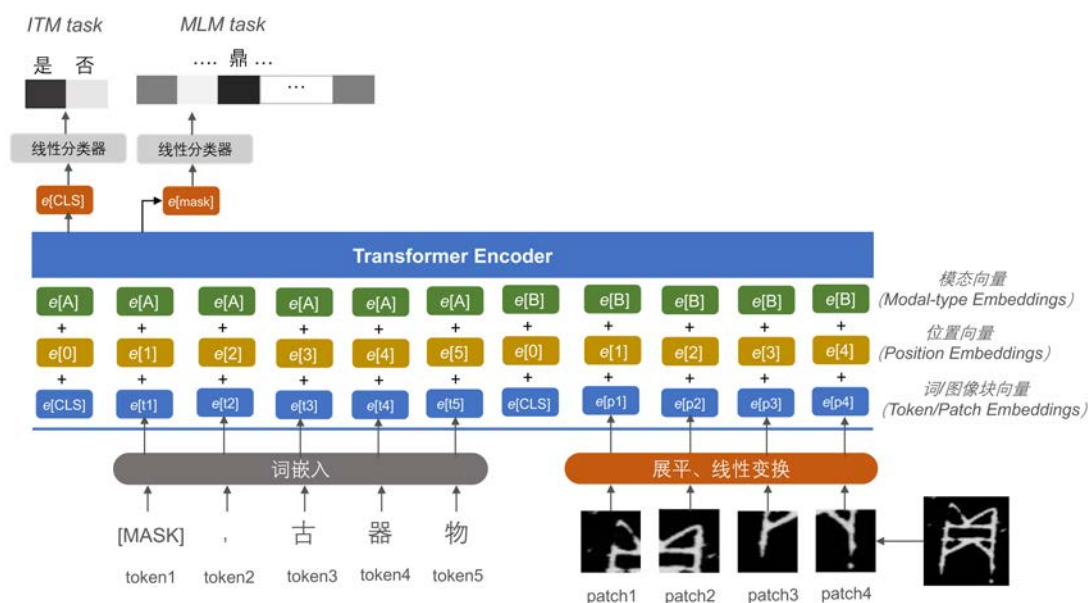 ITM task MLM task
是 否 .... 鼎 ...
...
线性分类器 线性分类器
e[CLS] e[mask]
Transformer Encoder
e[A] e[A] e[A] e[A] e[A] e[A] e[B] e[B] e[B] e[B] e[B]
模态向量
(Modal-type Embeddings)
+ + + + + + + + + + +
e[0] e[1] e[2] e[3] e[4] e[5] e[0] e[1] e[2] e[3] e[4]
位置向量
(Position Embeddings)
+ + + + + + + + + + +
e[CLS] e[t1] e[t2] e[t3] e[t4] e[t5] e[CLS] e[p1] e[p2] e[p3] e[p4]
词/图像块向量
(Token/Patch Embeddings)
词嵌入 展平、线性变换
[MASK] , 古 器 物
token1 token2 token3 token4 token5
patch1 patch2 patch3 patch4